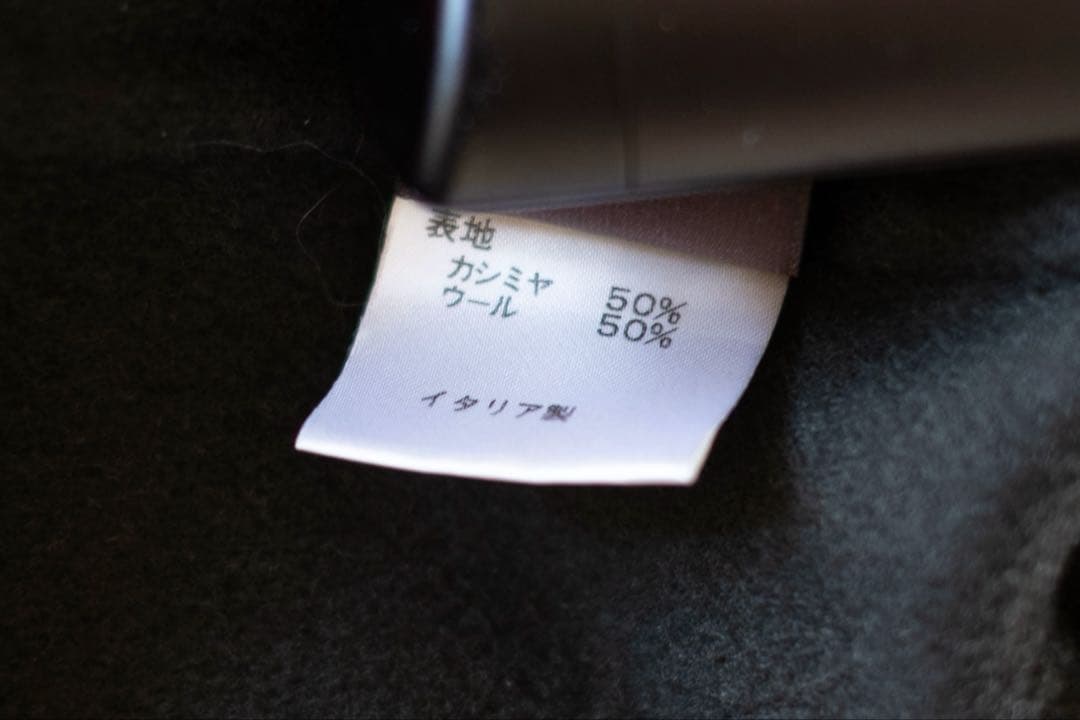 表地
カシミヤ 50%
ウール 50%
イタリア製